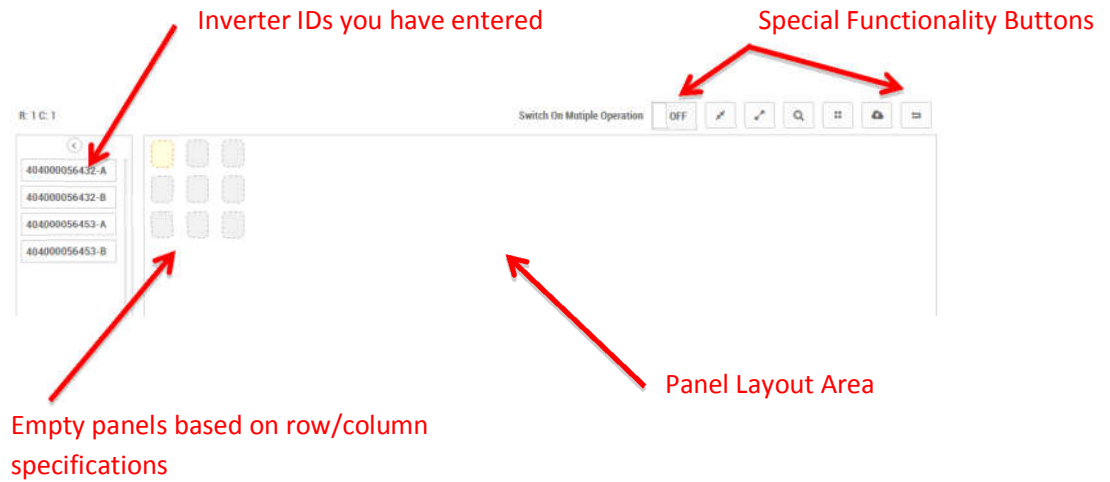 Inverter IDs you have entered
Special Functionality Buttons
R: 1 C: 1
Switch On Mutiple Operation
OFF
404000056432-A
404000056432-B
404000056453-A
404000056453-B
Panel Layout Area
Empty panels based on row/column
specifications